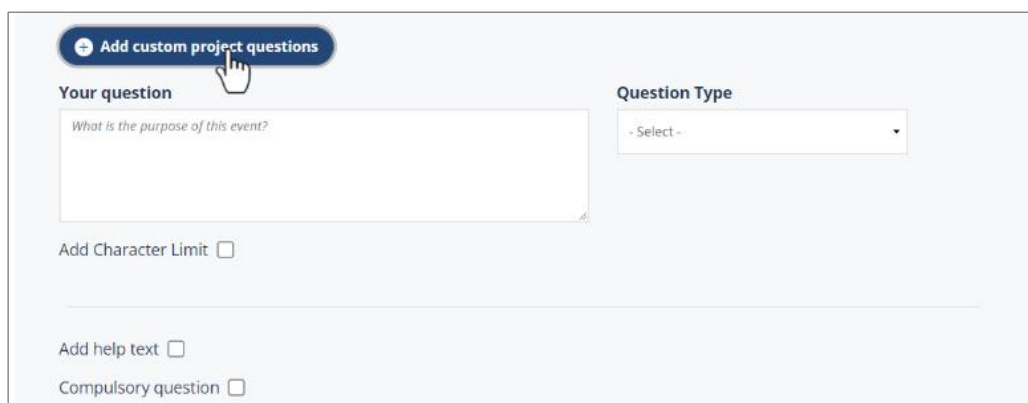 Add custom project questions
Your question
Question Type
What is the purpose of this event?
- Select -
Add Character Limit
Add help text
Compulsory question